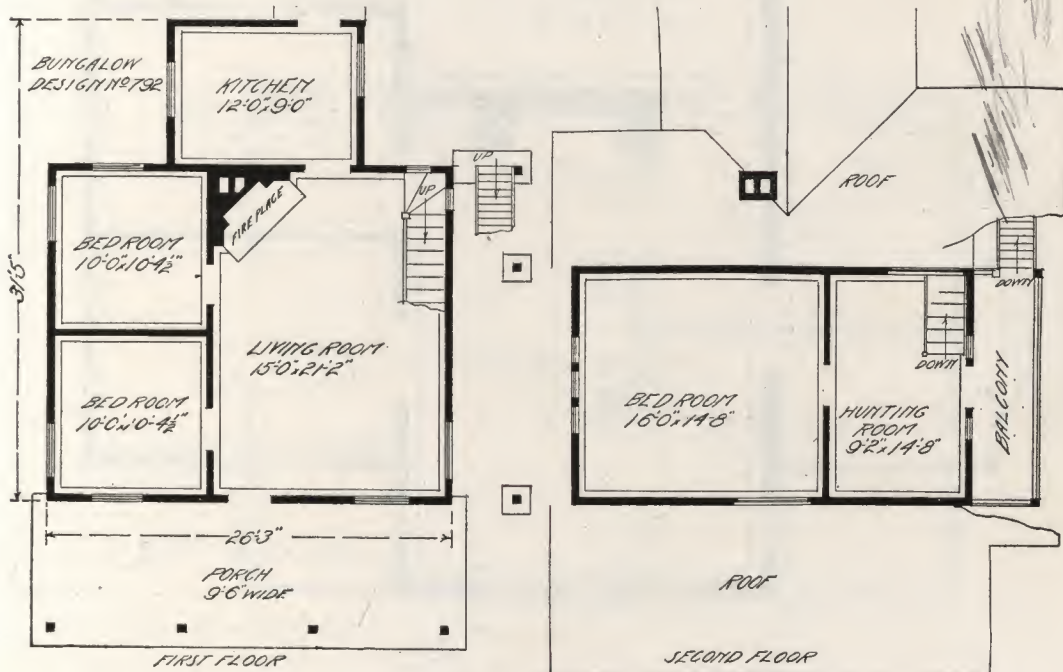 BUNGALOW
DESIGN Nº 792
KITCHEN
12'-0"x9'-0"
31'-5"
FIRE PLACE
UP
UP
BED ROOM
10'-0"x10'-4½"
LIVING ROOM
15'-0"x21'-2"
BED ROOM
10'-0"x10'-4½"
26'-3"
PORCH
9'-6" WIDE
FIRST FLOOR
ROOF
DOWN
DOWN
BED ROOM
16'-0"x14'-8"
HUNTING
ROOM
9'-2"x14'-8"
BALCONY
ROOF
SECOND FLOOR